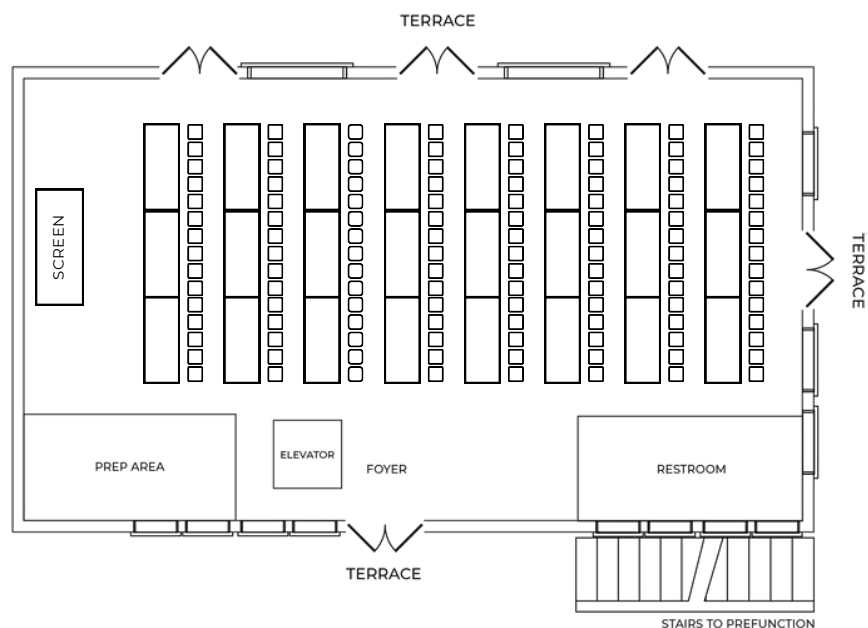 TERRACE
SCREEN
TERRACE
PREP AREA
ELEVATOR
FOYER
RESTROOM
TERRACE
STAIRS TO PREFUNCTION